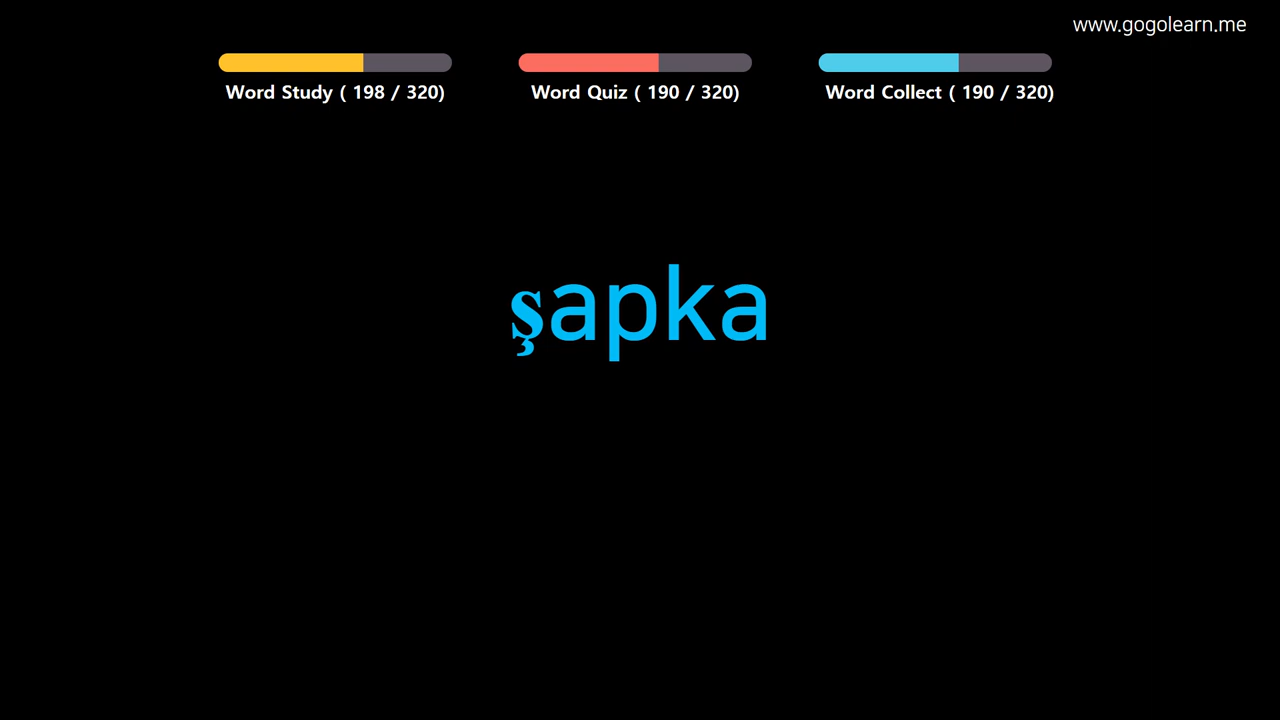 www.gogolearn.me
Word Study ( 198 / 320)
Word Quiz ( 190 / 320)
Word Collect ( 190 / 320)
şapka